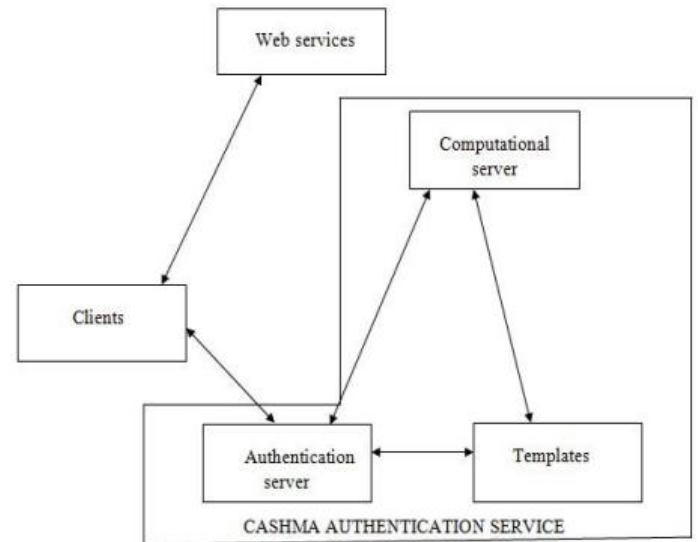 Web services
Computational
server
Clients
Authentication
server
Templates
CASHMA AUTHENTICATION SERVICE